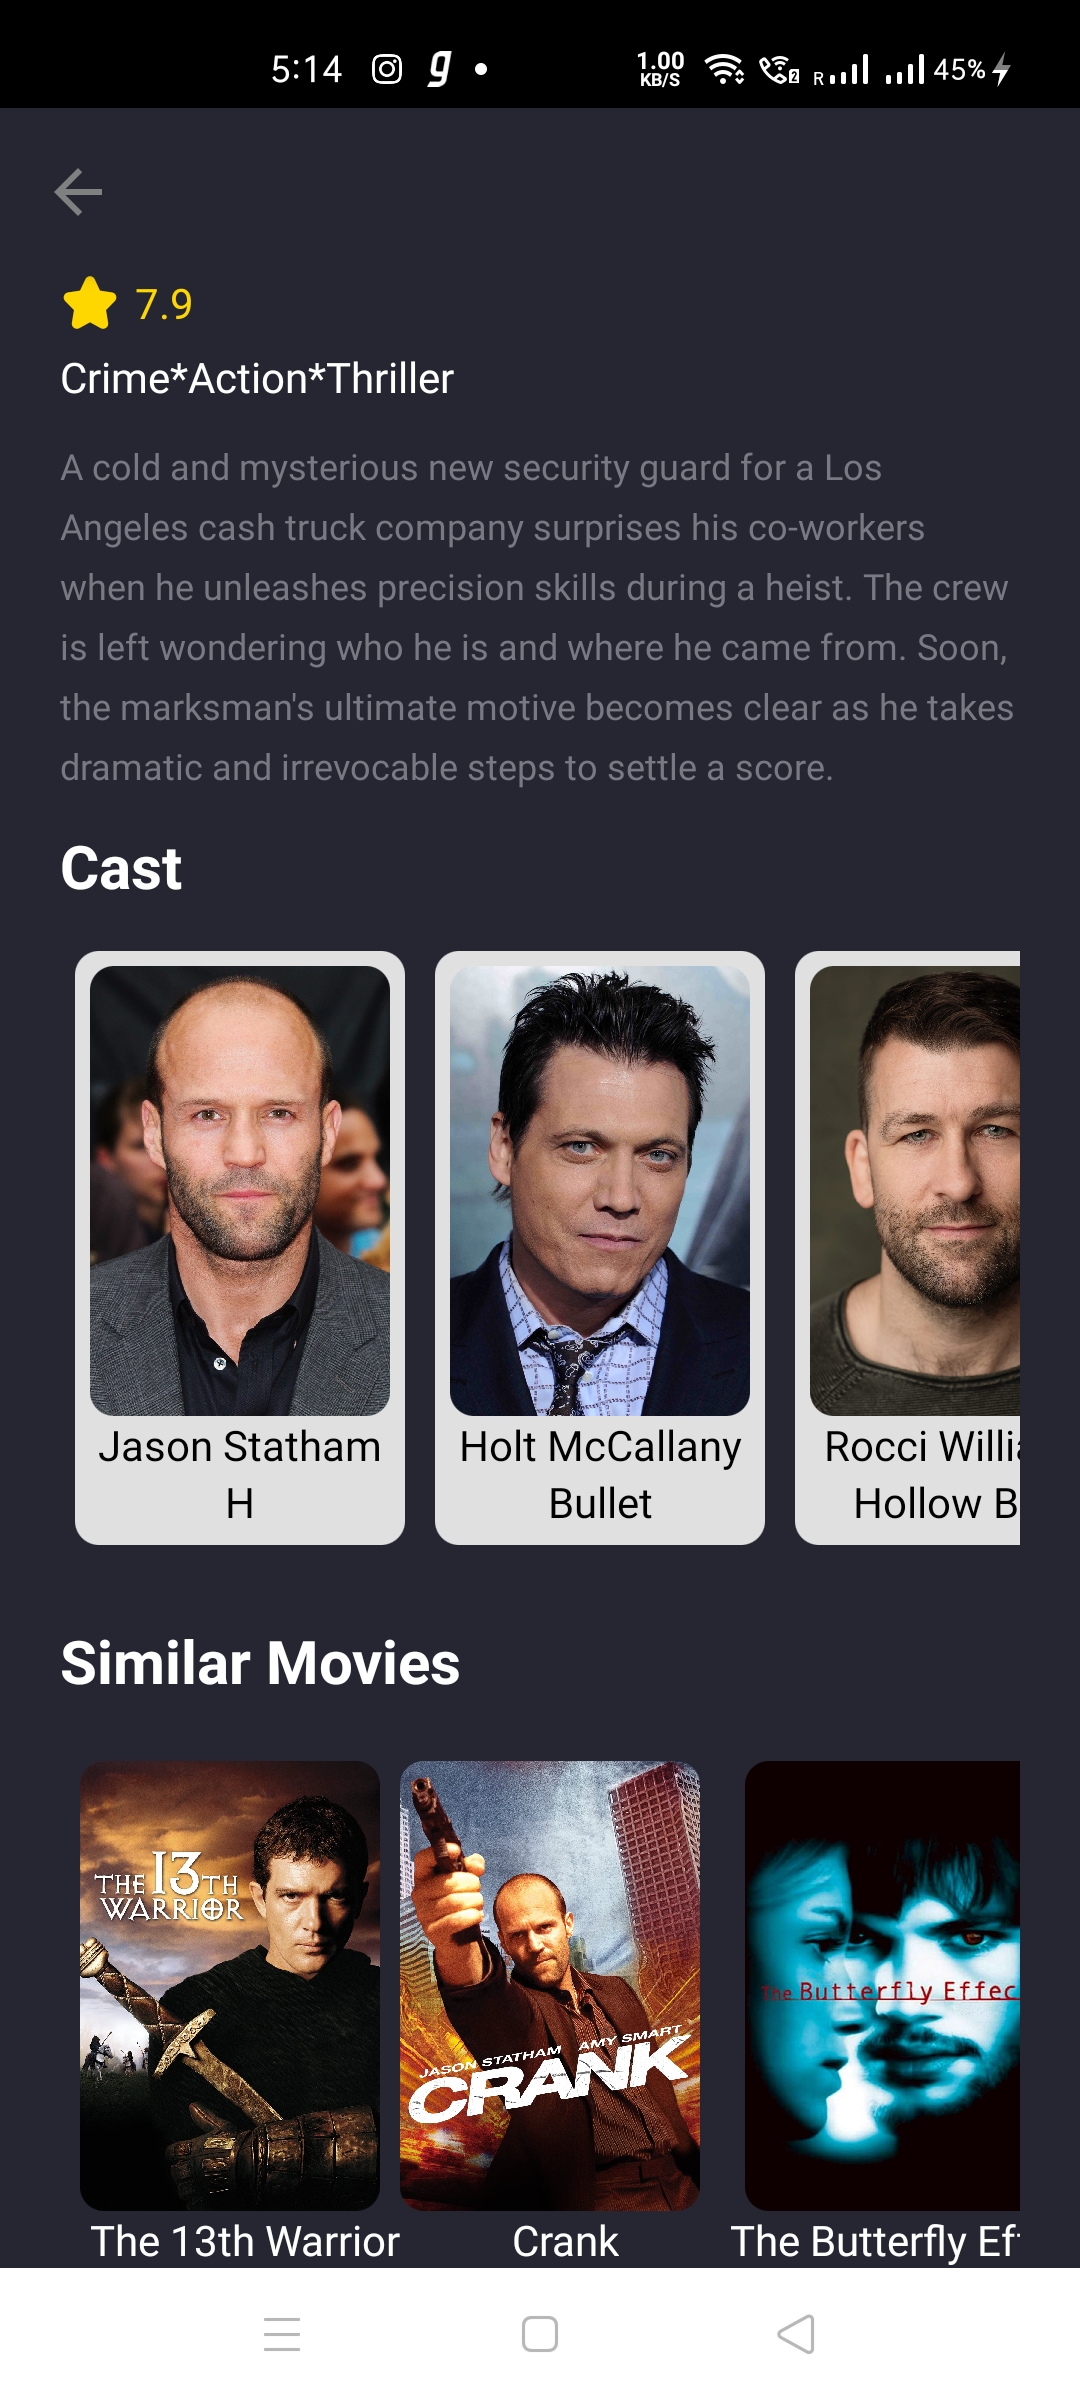 5:14 g 1.00 KB/S 2 R 45%
7.9
Crime*Action*Thriller
A cold and mysterious new security guard for a Los
Angeles cash truck company surprises his co-workers
when he unleashes precision skills during a heist. The crew
is left wondering who he is and where he came from. Soon,
the marksman's ultimate motive becomes clear as he takes
dramatic and irrevocable steps to settle a score.
Cast
Jason Statham
H
Holt McCallany
Bullet
Rocci Willi
Hollow B
Similar Movies
THE 13TH
WARRIOR
JASON STATHAM AMY SMART
CRANK
The Butterfly Effec
The 13th Warrior
Crank
The Butterfly Ef